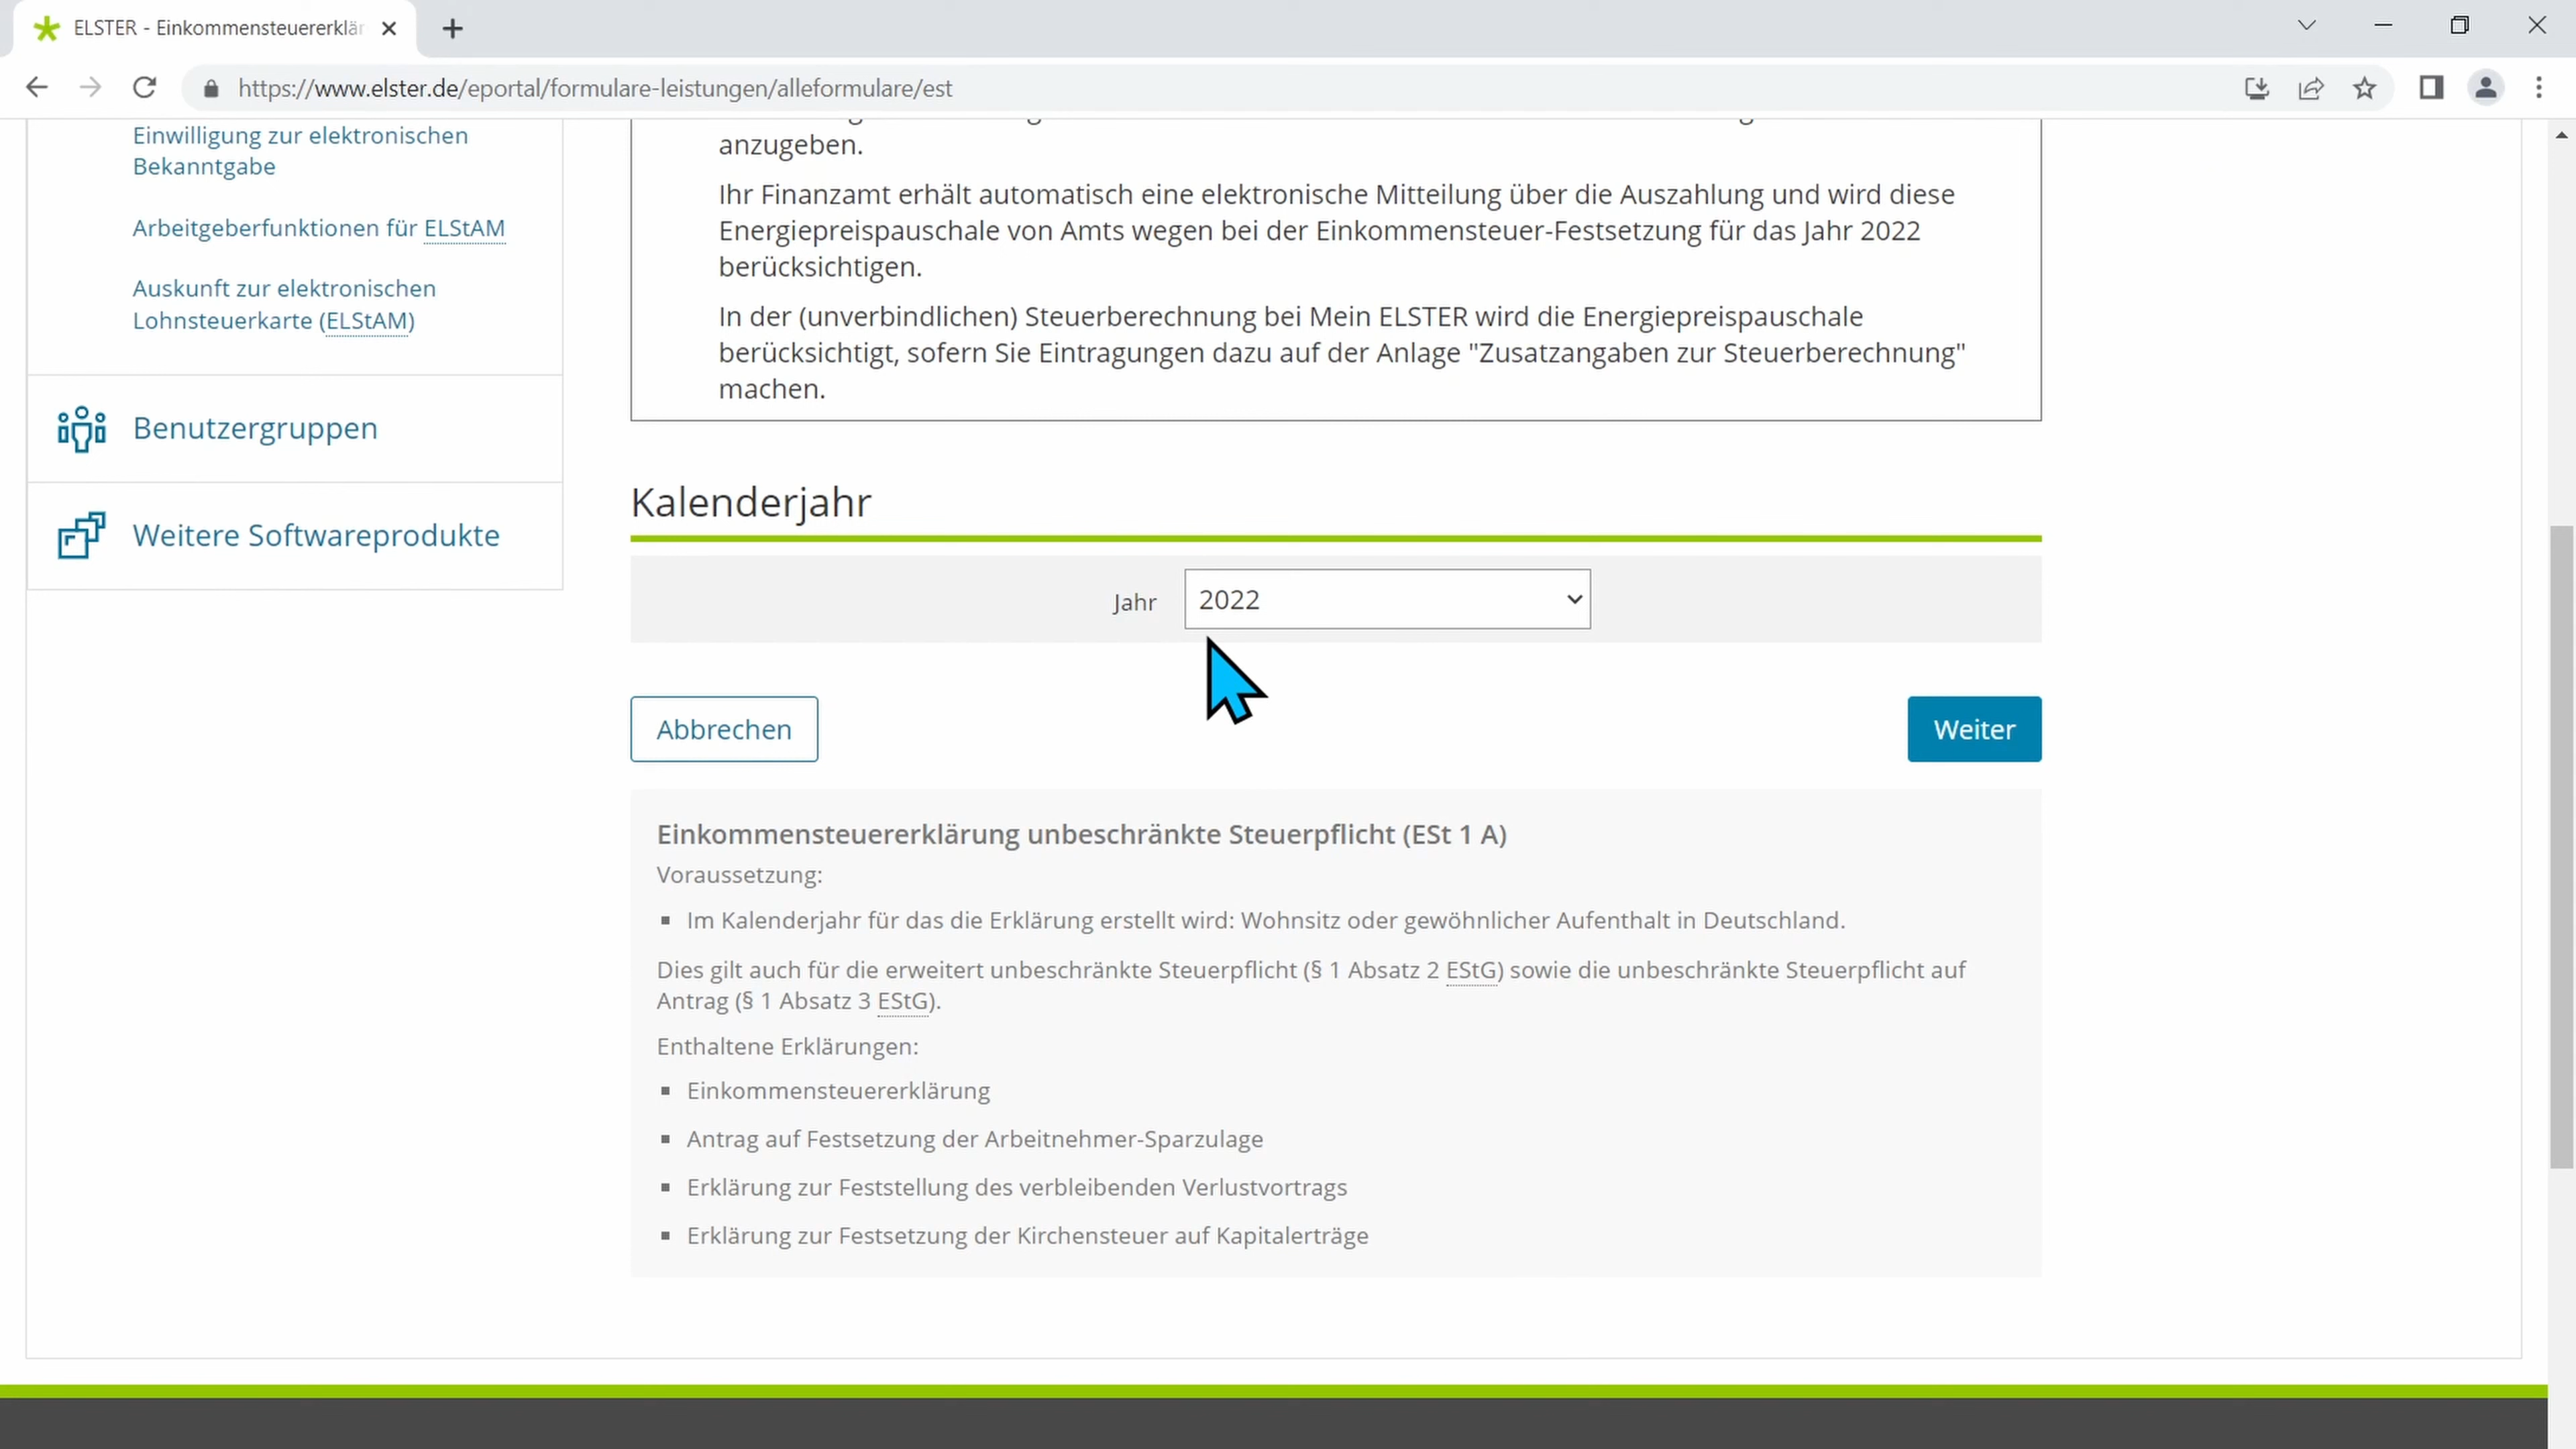 ELSTER - Einkommensteuererklär
https://www.elster.de/eportal/formulare-leistungen/alleformulare/est
Einwilligung zur elektronischen
Bekanntgabe
Arbeitgeberfunktionen für ELStAM
Auskunft zur elektronischen
Lohnsteuerkarte (ELStAM)
Benutzergruppen
Weitere Softwareprodukte
anzugeben.
Ihr Finanzamt erhält automatisch eine elektronische Mitteilung über die Auszahlung und wird diese
Energiepreispauschale von Amts wegen bei der Einkommensteuer-Festsetzung für das Jahr 2022
berücksichtigen.
In der (unverbindlichen) Steuerberechnung bei Mein ELSTER wird die Energiepreispauschale
berücksichtigt, sofern Sie Eintragungen dazu auf der Anlage "Zusatzangaben zur Steuerberechnung"
machen.
Kalenderjahr
Jahr 2022
Abbrechen Weiter
Einkommensteuererklärung unbeschränkte Steuerpflicht (ESt 1 A)
Voraussetzung:
▪ Im Kalenderjahr für das die Erklärung erstellt wird: Wohnsitz oder gewöhnlicher Aufenthalt in Deutschland.
Dies gilt auch für die erweitert unbeschränkte Steuerpflicht (§ 1 Absatz 2 EStG) sowie die unbeschränkte Steuerpflicht auf
Antrag (§ 1 Absatz 3 EStG).
Enthaltene Erklärungen:
▪ Einkommensteuererklärung
▪ Antrag auf Festsetzung der Arbeitnehmer-Sparzulage
▪ Erklärung zur Feststellung des verbleibenden Verlustvortrags
▪ Erklärung zur Festsetzung der Kirchensteuer auf Kapitalerträge